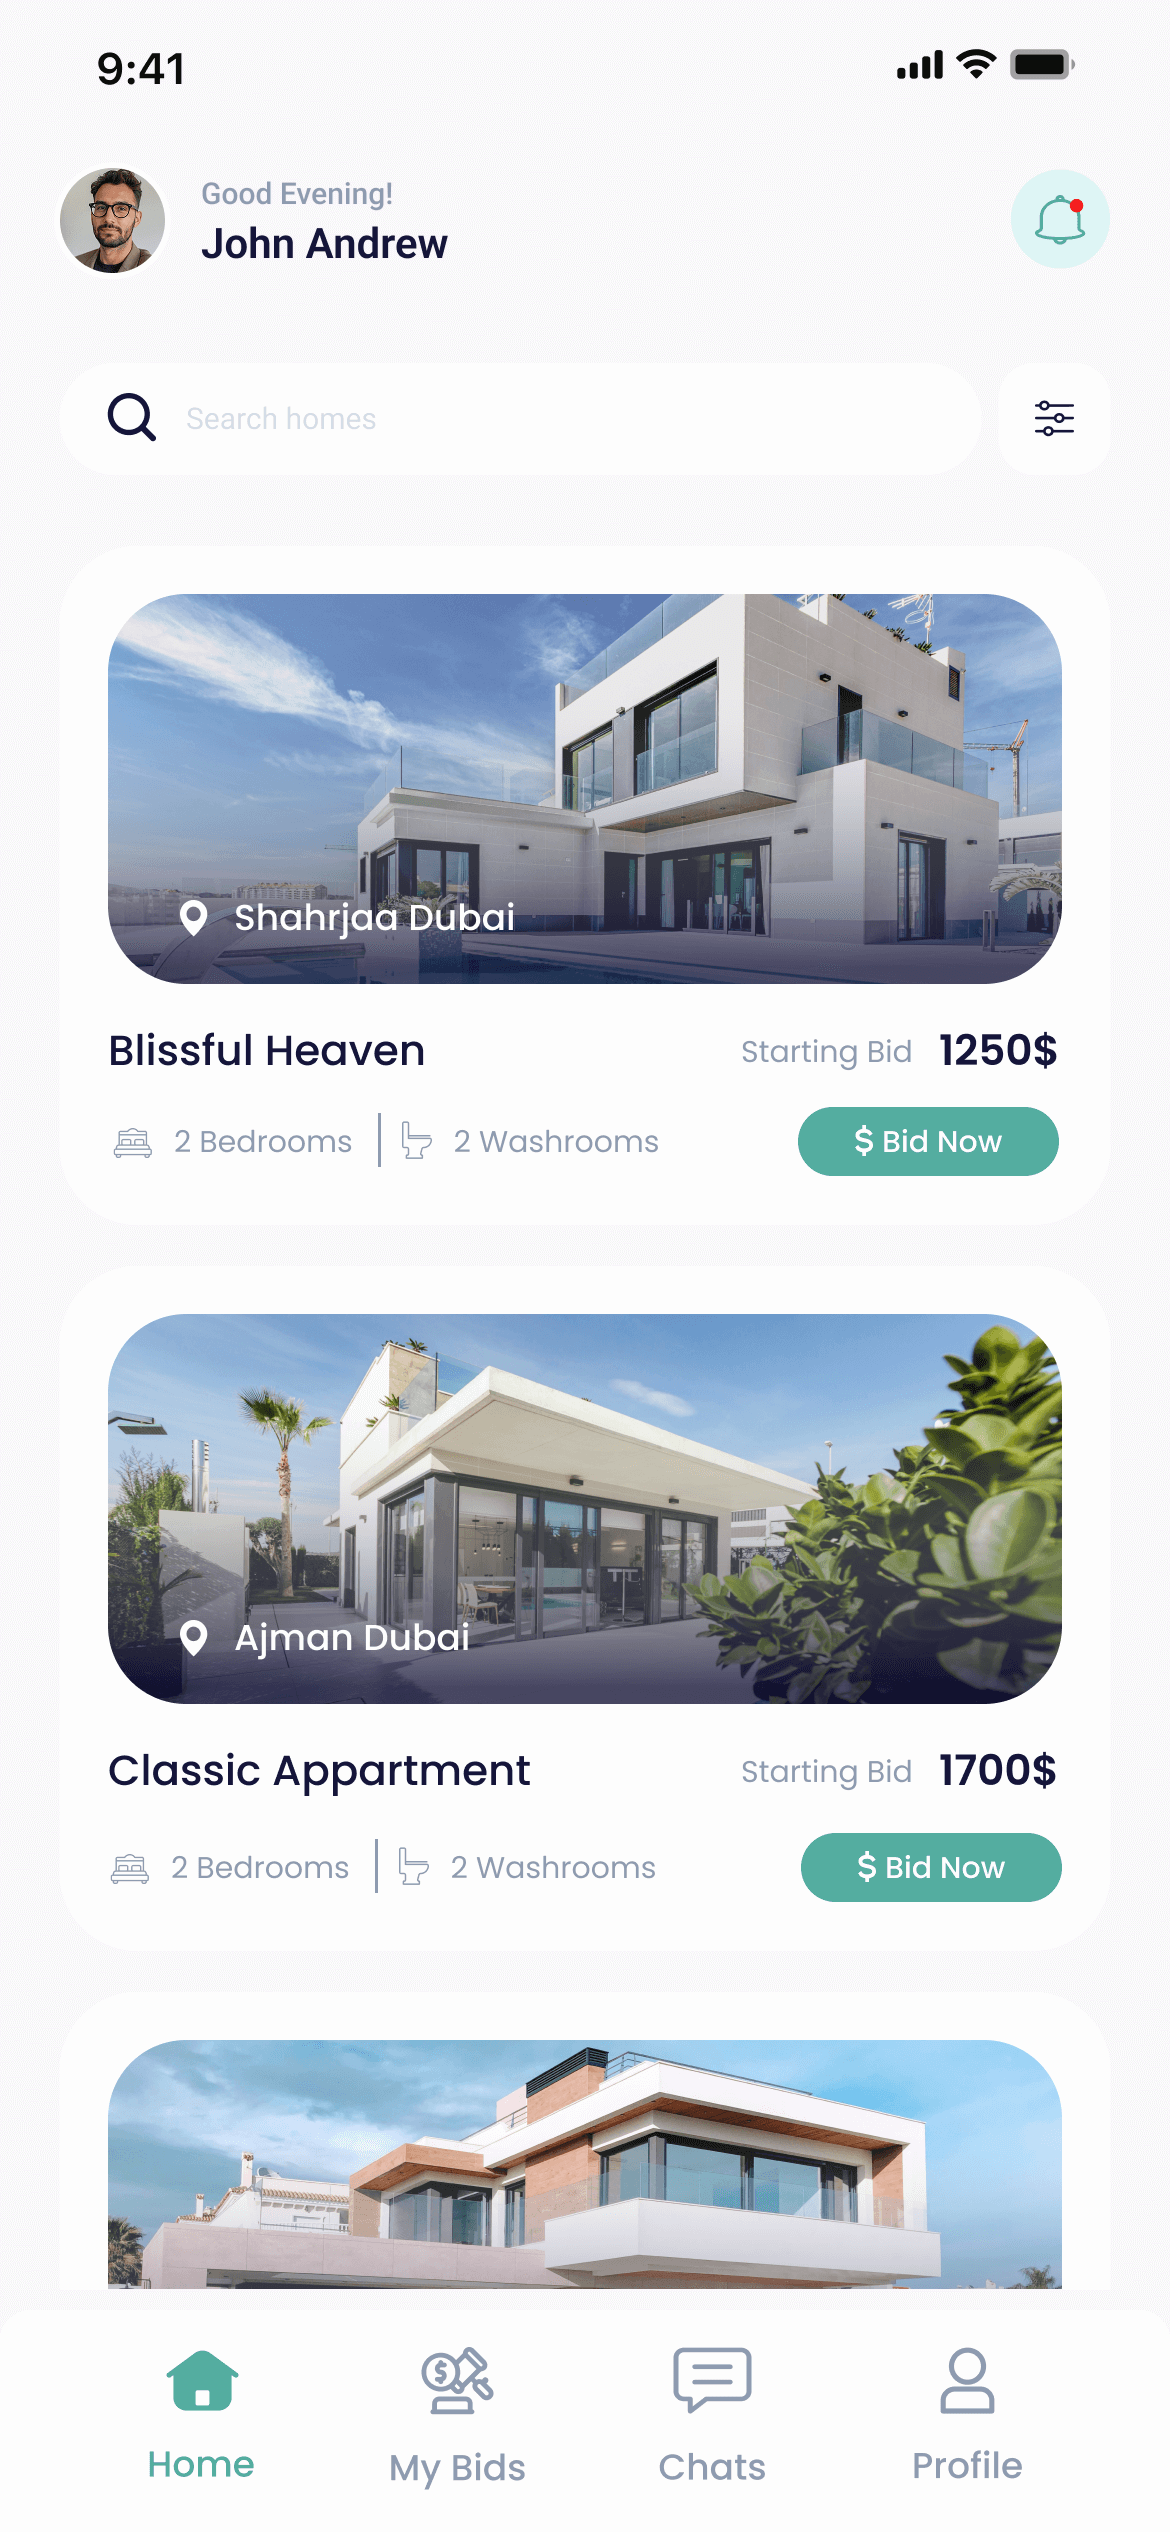 9:41
Good Evening!
John Andrew
Search homes
Shahrjaa Dubai
Blissful Heaven
Starting Bid 1250$
2 Bedrooms 2 Washrooms $ Bid Now
Ajman Dubai
Classic Appartment
Starting Bid 1700$
2 Bedrooms 2 Washrooms $ Bid Now
Home My Bids Chats Profile